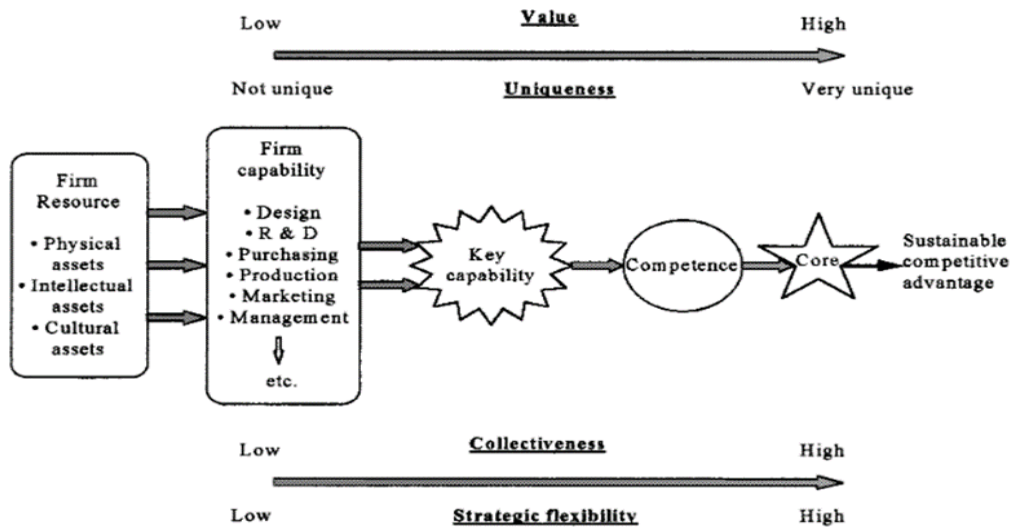 Value
Low High
Not unique Uniqueness Very unique
Firm
Resource
• Physical
assets
• Intellectual
assets
• Cultural
assets
Firm
capability
• Design
• R & D
• Purchasing
• Production
• Marketing
• Management
etc.
Key
capability
Competence
Core
Sustainable
competitive
advantage
Low Collectiveness High
Low Strategic flexibility High